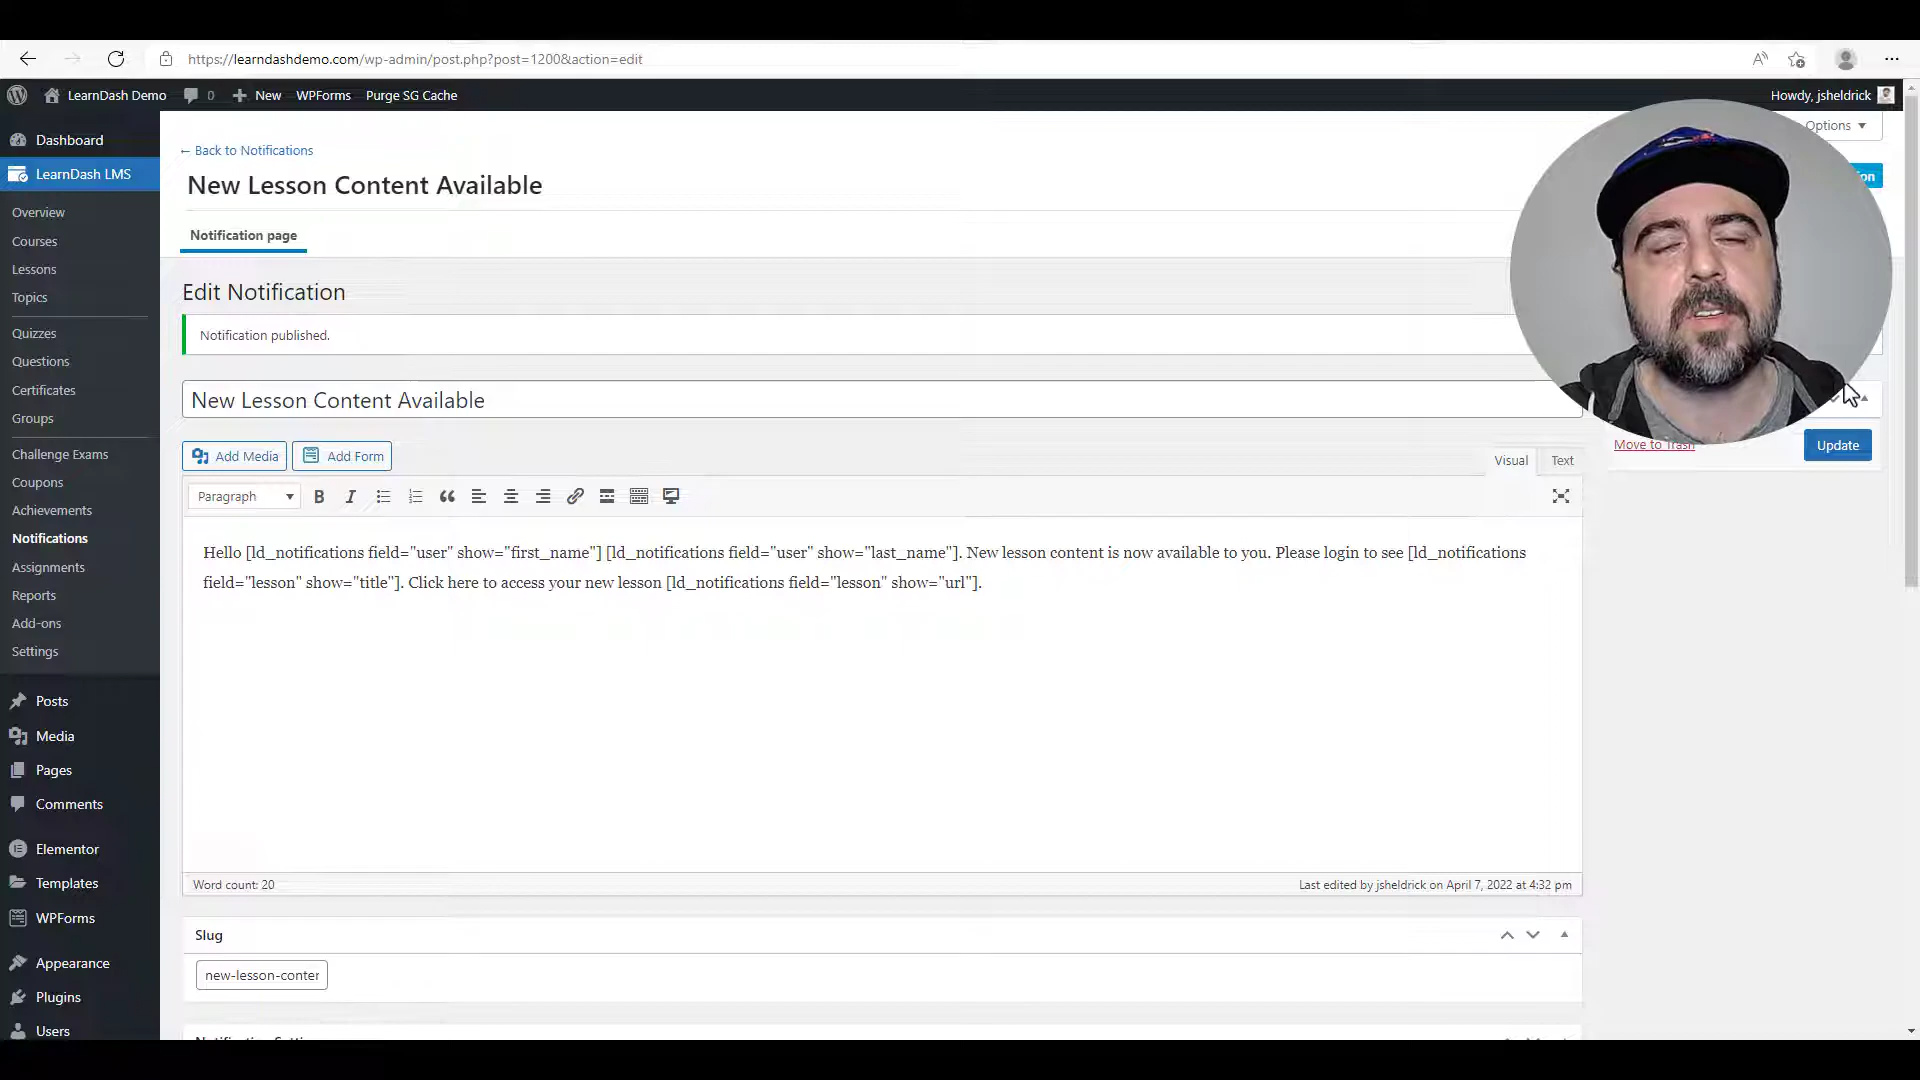 https://learndashdemo.com/wp-admin/post.php?post=1200&action=edit
LearnDash Demo 0 New WPForms Purge SG Cache Howdy, jsheldrick
Dashboard
LearnDash LMS
Overview
Courses
Lessons
Topics
Quizzes
Questions
Certificates
Groups
Challenge Exams
Coupons
Achievements
Notifications
Assignments
Reports
Add-ons
Settings
Posts
Media
Pages
Comments
Elementor
Templates
WPForms
Appearance
Plugins
Users
Options
← Back to Notifications
New Lesson Content Available
Notification page
Edit Notification
Notification published.
New Lesson Content Available
Add Media Add Form
Visual Text
Paragraph
Hello [ld_notifications field="user" show="first_name"] [ld_notifications field="user" show="last_name"]. New lesson content is now available to you. Please login to see [ld_notifications
field="lesson" show="title"]. Click here to access your new lesson [ld_notifications field="lesson" show="url"].
Word count: 20 Last edited by jsheldrick on April 7, 2022 at 4:32 pm
Slug
new-lesson-conter
Move to Trash Update